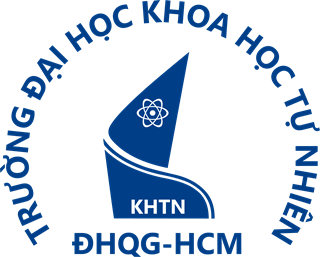 TRƯỜNG ĐẠI HỌC KHOA HỌC TỰ NHIÊN
KHTN
ĐHQG-HCM